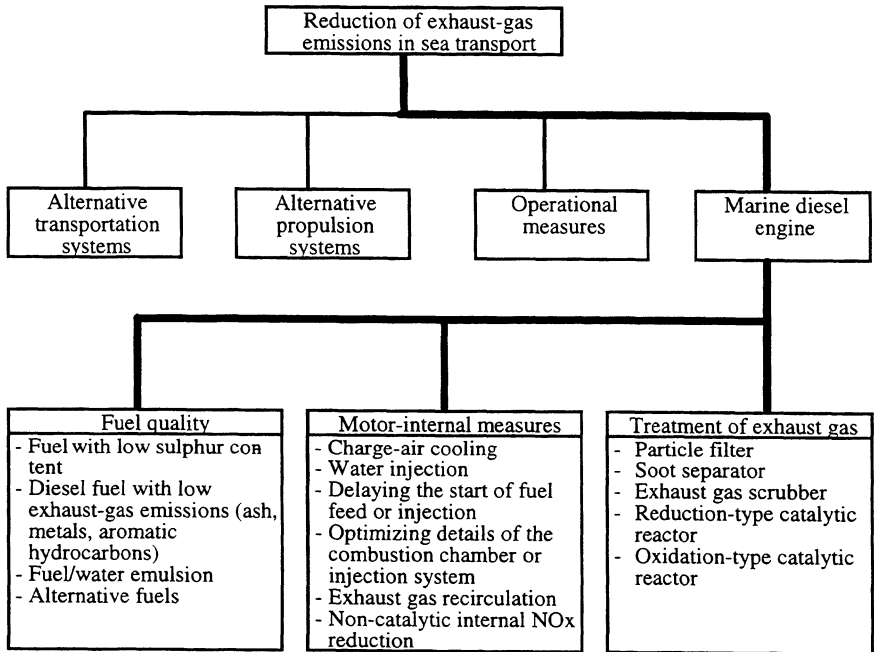 Reduction of exhaust-gas
emissions in sea transport
Alternative
transportation
systems
Alternative
propulsion
systems
Operational
measures
Marine diesel
engine
Fuel quality
- Fuel with low sulphur con
tent
- Diesel fuel with low
exhaust-gas emissions (ash,
metals, aromatic
hydrocarbons)
- Fuel/water emulsion
- Alternative fuels
Motor-internal measures
- Charge-air cooling
- Water injection
- Delaying the start of fuel
feed or injection
- Optimizing details of the
combustion chamber or
injection system
- Exhaust gas recirculation
- Non-catalytic internal NOx
reduction
Treatment of exhaust gas
- Particle filter
- Soot separator
- Exhaust gas scrubber
- Reduction-type catalytic
reactor
- Oxidation-type catalytic
reactor